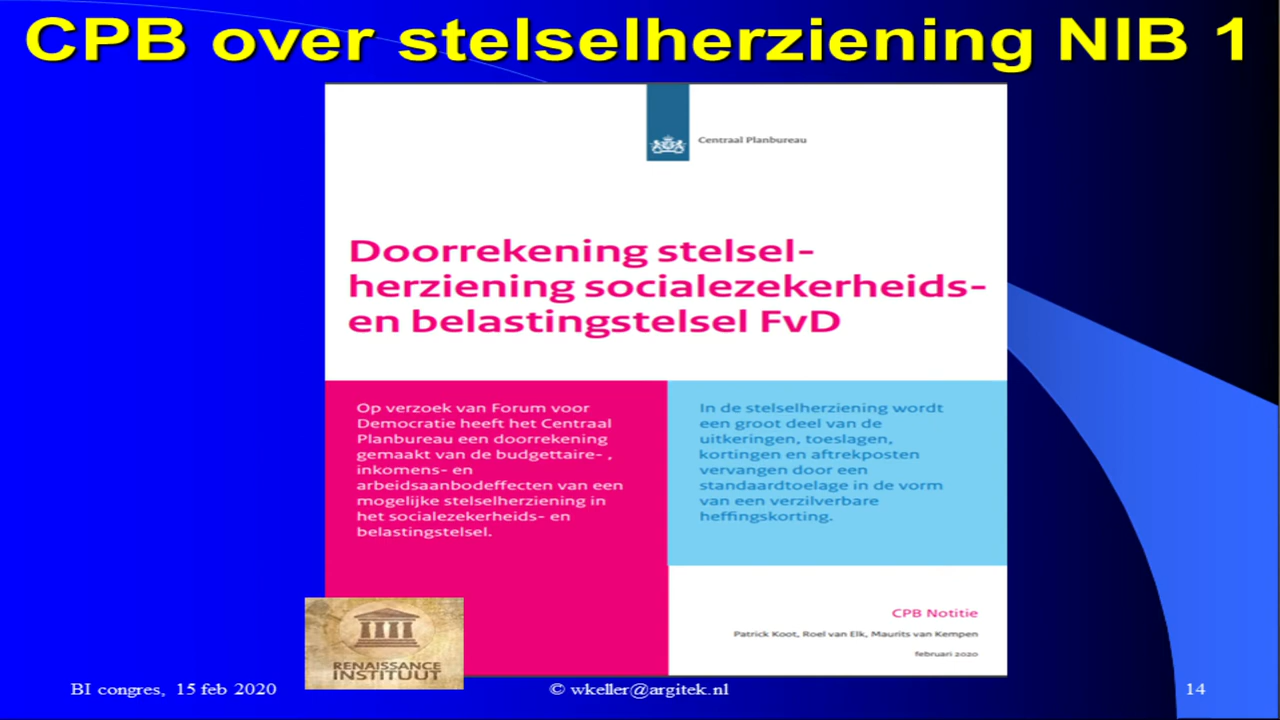 CPB over stelselherziening NIB 1
Centraal Planbureau
Doorrekening stelsel-
herziening socialezekerheids-
en belastingstelsel FvD
Op verzoek van Forum voor
Democratie heeft het Centraal
Planbureau een doorrekening
gemaakt van de budgettaire- ,
inkomens- en
arbeidsaanbodeffecten van een
mogelijke stelselherziening in
het socialezekerheids- en
belastingstelsel.
In de stelselherziening wordt
een groot deel van de
uitkeringen, toeslagen,
kortingen en aftrekposten
vervangen door een
standaardtoelage in de vorm
van een verzilverbare
heffingskorting.
CPB Notitie
Patrick Koot, Roel van Elk, Maurits van Kempen
februari 2020
RENAISSANCE
INSTITUUT
BI congres, 15 feb 2020
© wkeller@argitek.nl
14